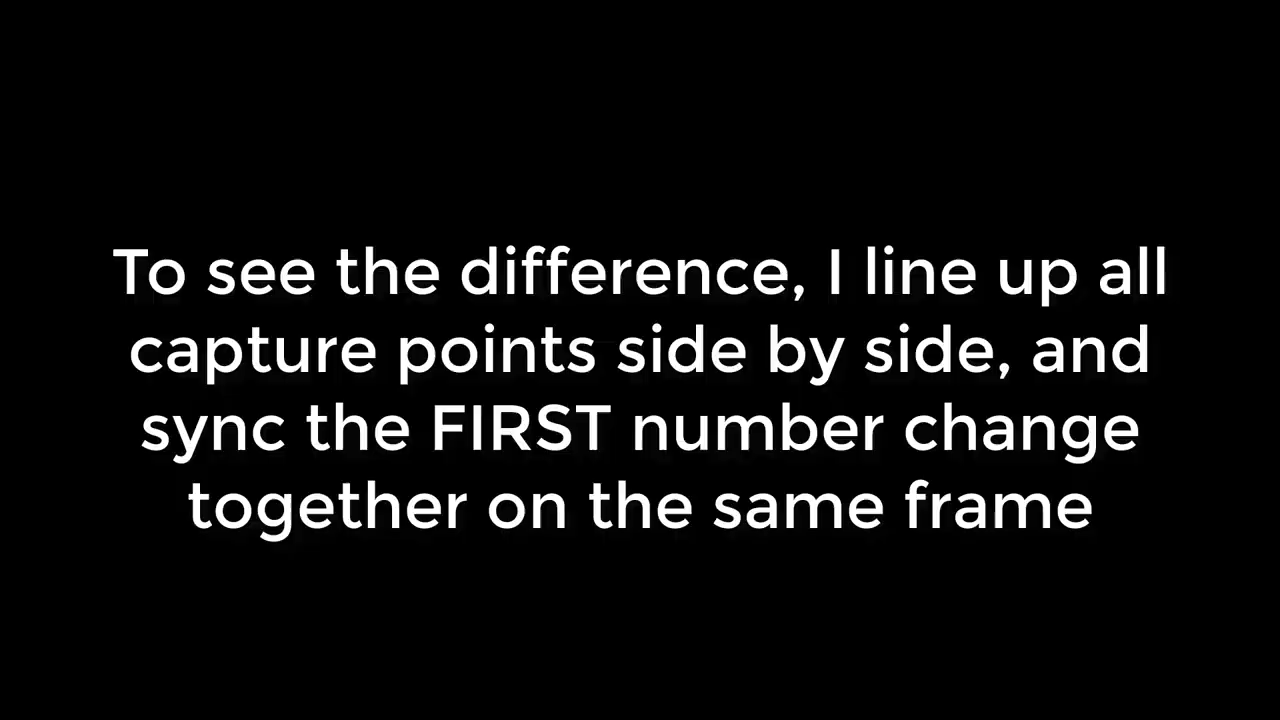 To see the difference, I line up all
capture points side by side, and
sync the FIRST number change
together on the same frame